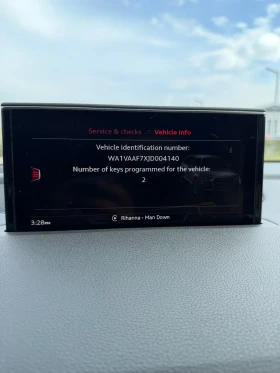 Service & checks Vehicle info
Vehicle identification number:
WA1VAAF7XJD004140
Number of keys programmed for the vehicle:
2
Rihanna - Man Down
3:28PM